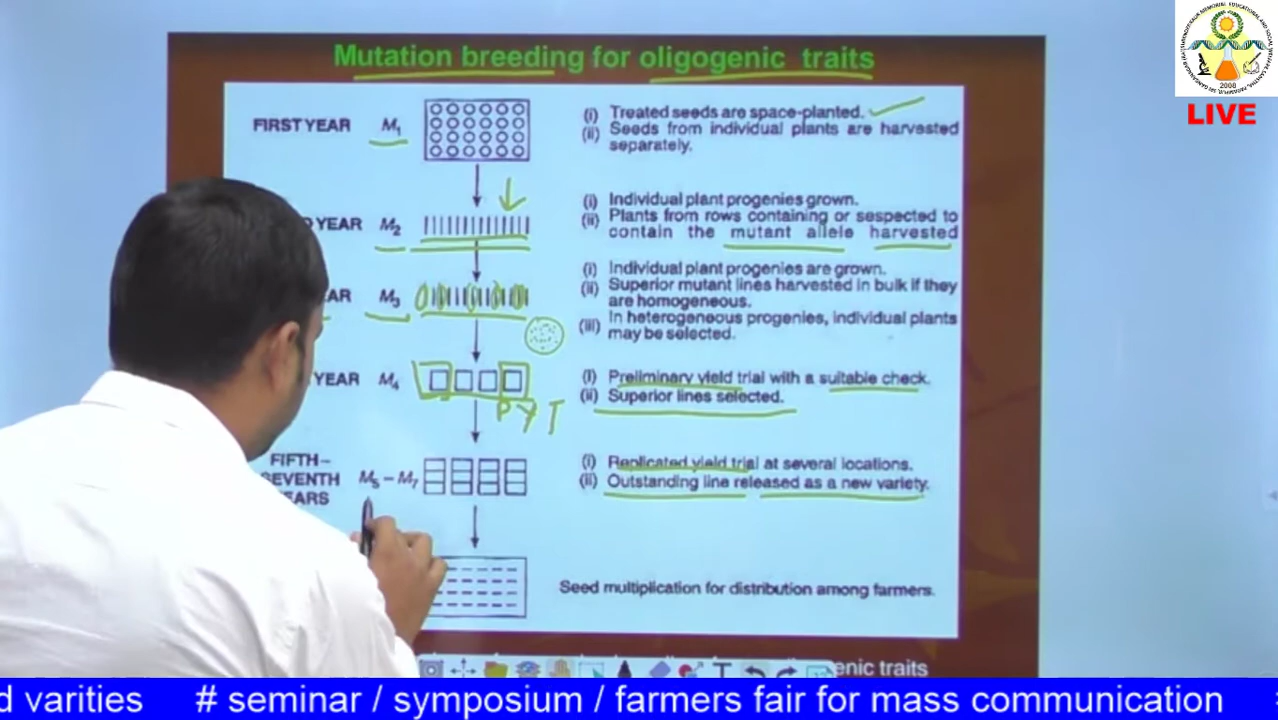 Mutation breeding for oligogenic traits
FIRST YEAR M1
(i) Treated seeds are space-planted.
(ii) Seeds from individual plants are harvested
separately.
YEAR M2
(i) Individual plant progenies grown.
(ii) Plants from rows containing or sespected to
contain the mutant allele harvested
AR M3
(i) Individual plant progenies are grown.
(ii) Superior mutant lines harvested in bulk if they
are homogeneous.
(iii) In heterogeneous progenies, individual plants
may be selected.
YEAR M4
(i) Preliminary yield trial with a suitable check.
(ii) Superior lines selected.
PYT
FIFTH–
SEVENTH M5 – M7
EARS
(i) Replicated yield trial at several locations.
(ii) Outstanding line released as a new variety.
Seed multiplication for distribution among farmers.
enic traits
2008
LIVE
d varities # seminar / symposium / farmers fair for mass communication